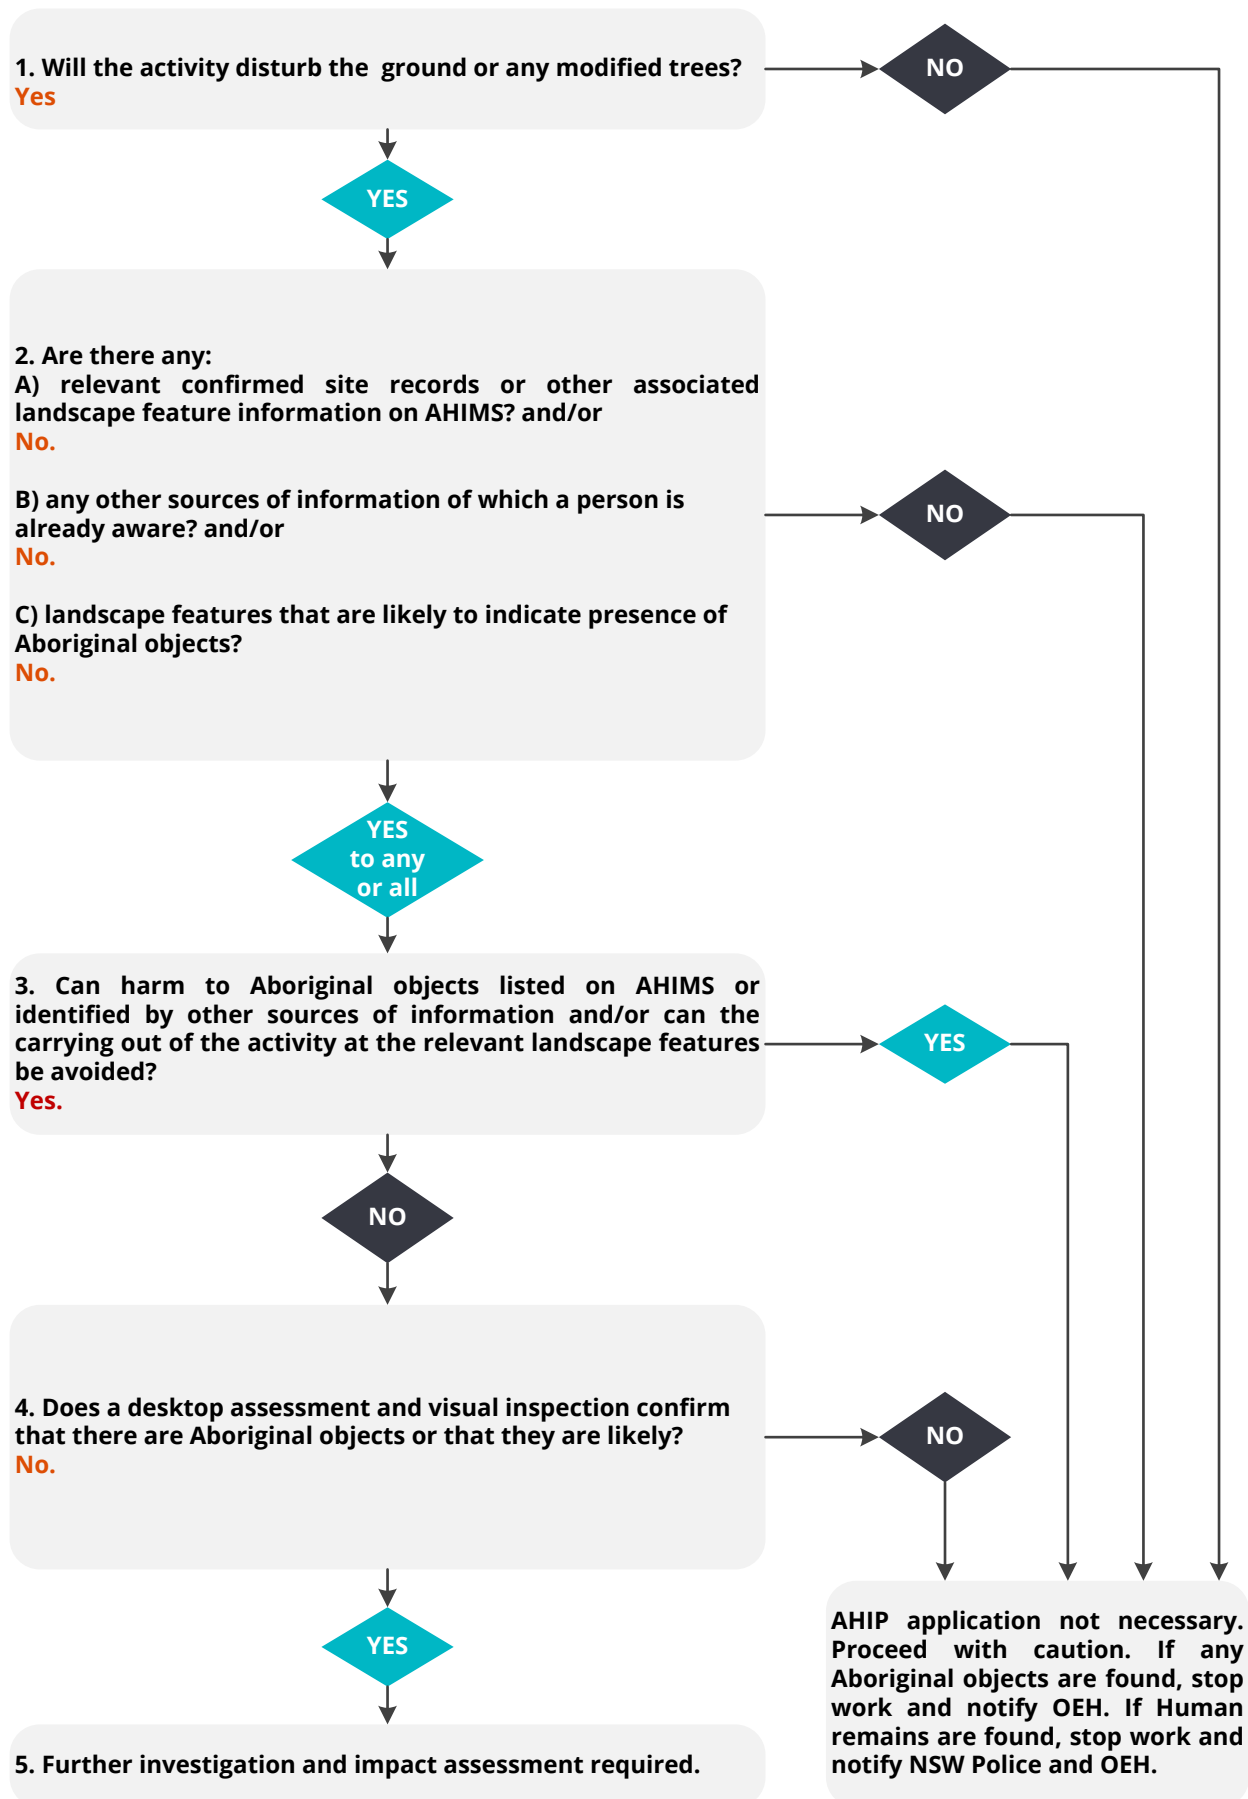 1. Will the activity disturb the  ground or any modified trees?
Yes
NO
YES
2. Are there any:
A) relevant confirmed site records or other associated
landscape feature information on AHIMS? and/or
No.
B) any other sources of information of which a person is
already aware? and/or
No.
C) landscape features that are likely to indicate presence of
Aboriginal objects?
No.
NO
YES
to any
or all
3. Can harm to Aboriginal objects listed on AHIMS or
identified by other sources of information and/or can the
carrying out of the activity at the relevant landscape features
be avoided?
Yes.
YES
NO
4. Does a desktop assessment and visual inspection confirm
that there are Aboriginal objects or that they are likely?
No.
NO
YES
5. Further investigation and impact assessment required.
AHIP application not necessary.
Proceed with caution. If any
Aboriginal objects are found, stop
work and notify OEH. If Human
remains are found, stop work and
notify NSW Police and OEH.